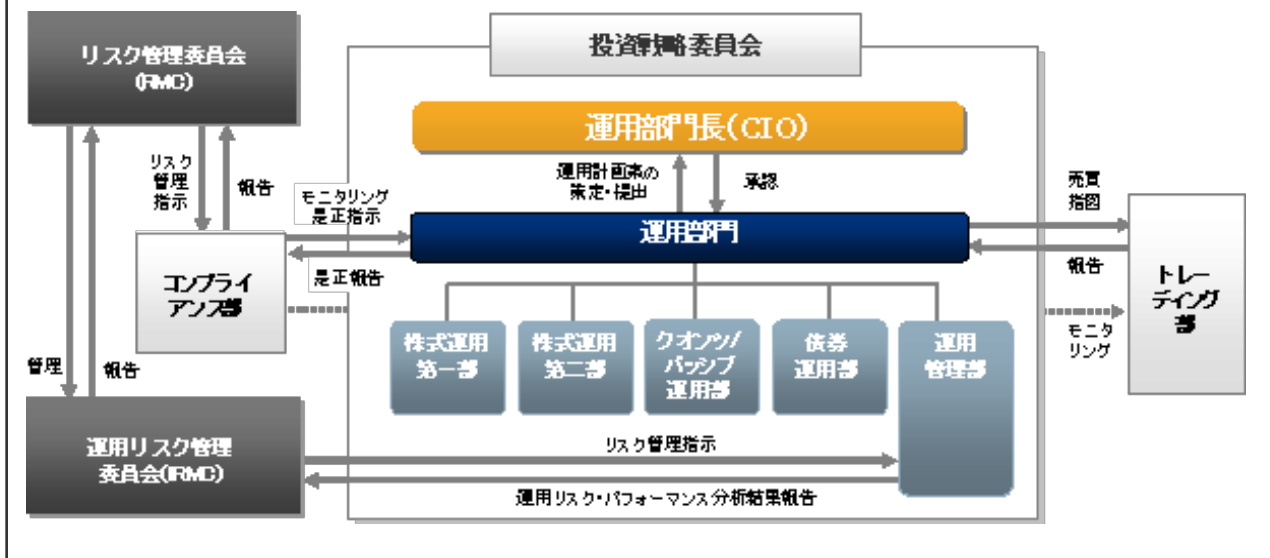 リスク管理委員会
(RMC)
投資戦略委員会
運用部門長(CIO)
リスク
管理
指示
報告
運用計画案の
策定・提出
承認
モニタリング
是正指示
売買
指図
運用部門
是正報告
報告
コンプライ
アンス部
トレー
ディング
部
モニタ
リング
株式運用
第一部
株式運用
第二部
クオンツ/
パッシブ
運用部
債券
運用部
運用
管理部
管理
報告
運用リスク管理
委員会(IRMC)
リスク管理指示
運用リスク・パフォーマンス分析結果報告